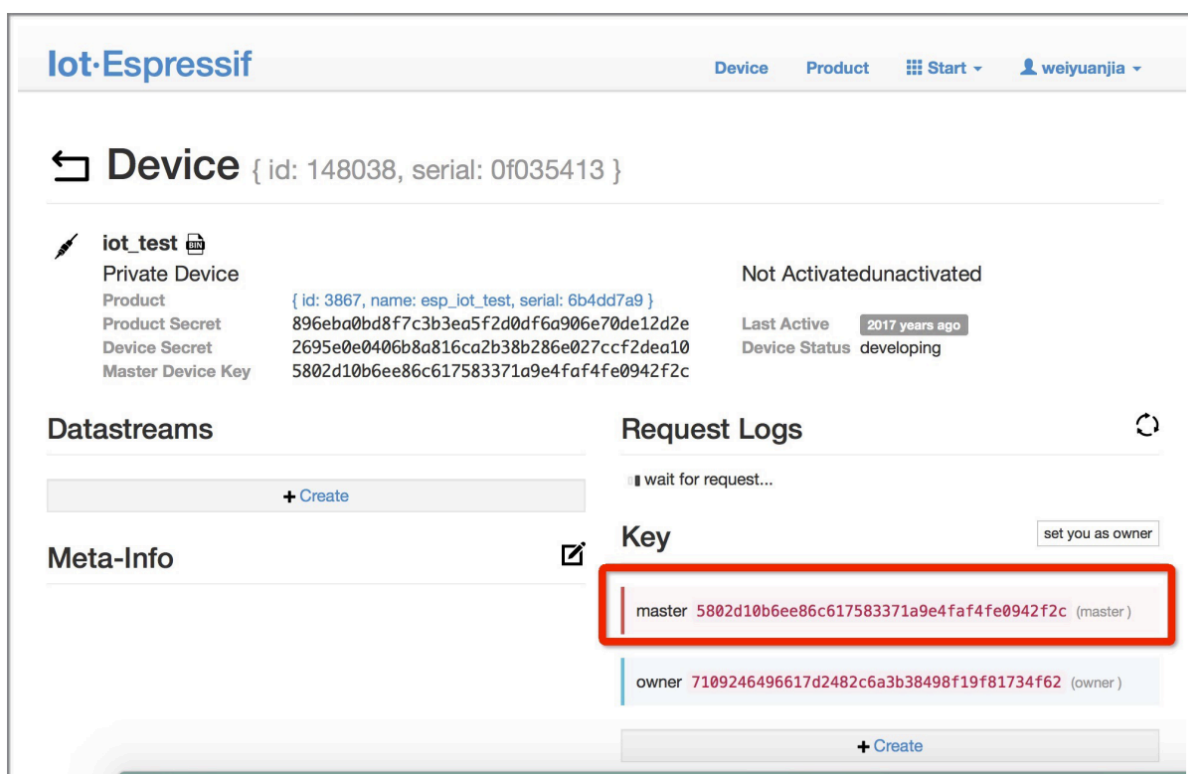 Iot·Espressif
Device Product Start weiyuanjia
Device { id: 148038, serial: 0f035413 }
iot_test BIN
Private Device
Product { id: 3867, name: esp_iot_test, serial: 6b4dd7a9 }
Product Secret 896eba0bd8f7c3b3ea5f2d0df6a906e70de12d2e
Device Secret 2695e0e0406b8a816ca2b38b286e027ccf2dea10
Master Device Key 5802d10b6ee86c617583371a9e4faf4fe0942f2c
Not Activatedunactivated
Last Active 2017 years ago
Device Status developing
Datastreams
+ Create
Meta-Info
Request Logs
wait for request...
Key
set you as owner
master 5802d10b6ee86c617583371a9e4faf4fe0942f2c (master )
owner 7109246496617d2482c6a3b38498f19f81734f62 (owner )
+ Create